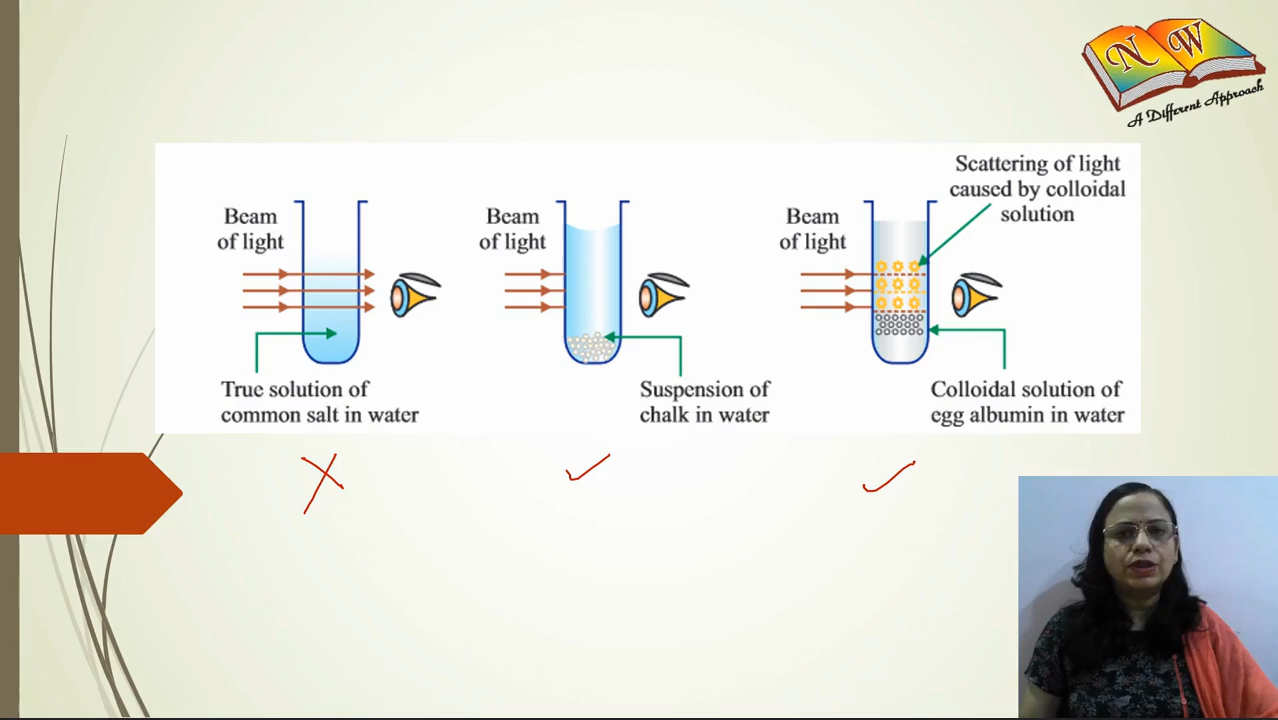 N W
A Different Approach
Scattering of light
caused by colloidal
solution
Beam
of light
Beam
of light
Beam
of light
True solution of
common salt in water
Suspension of
chalk in water
Colloidal solution of
egg albumin in water